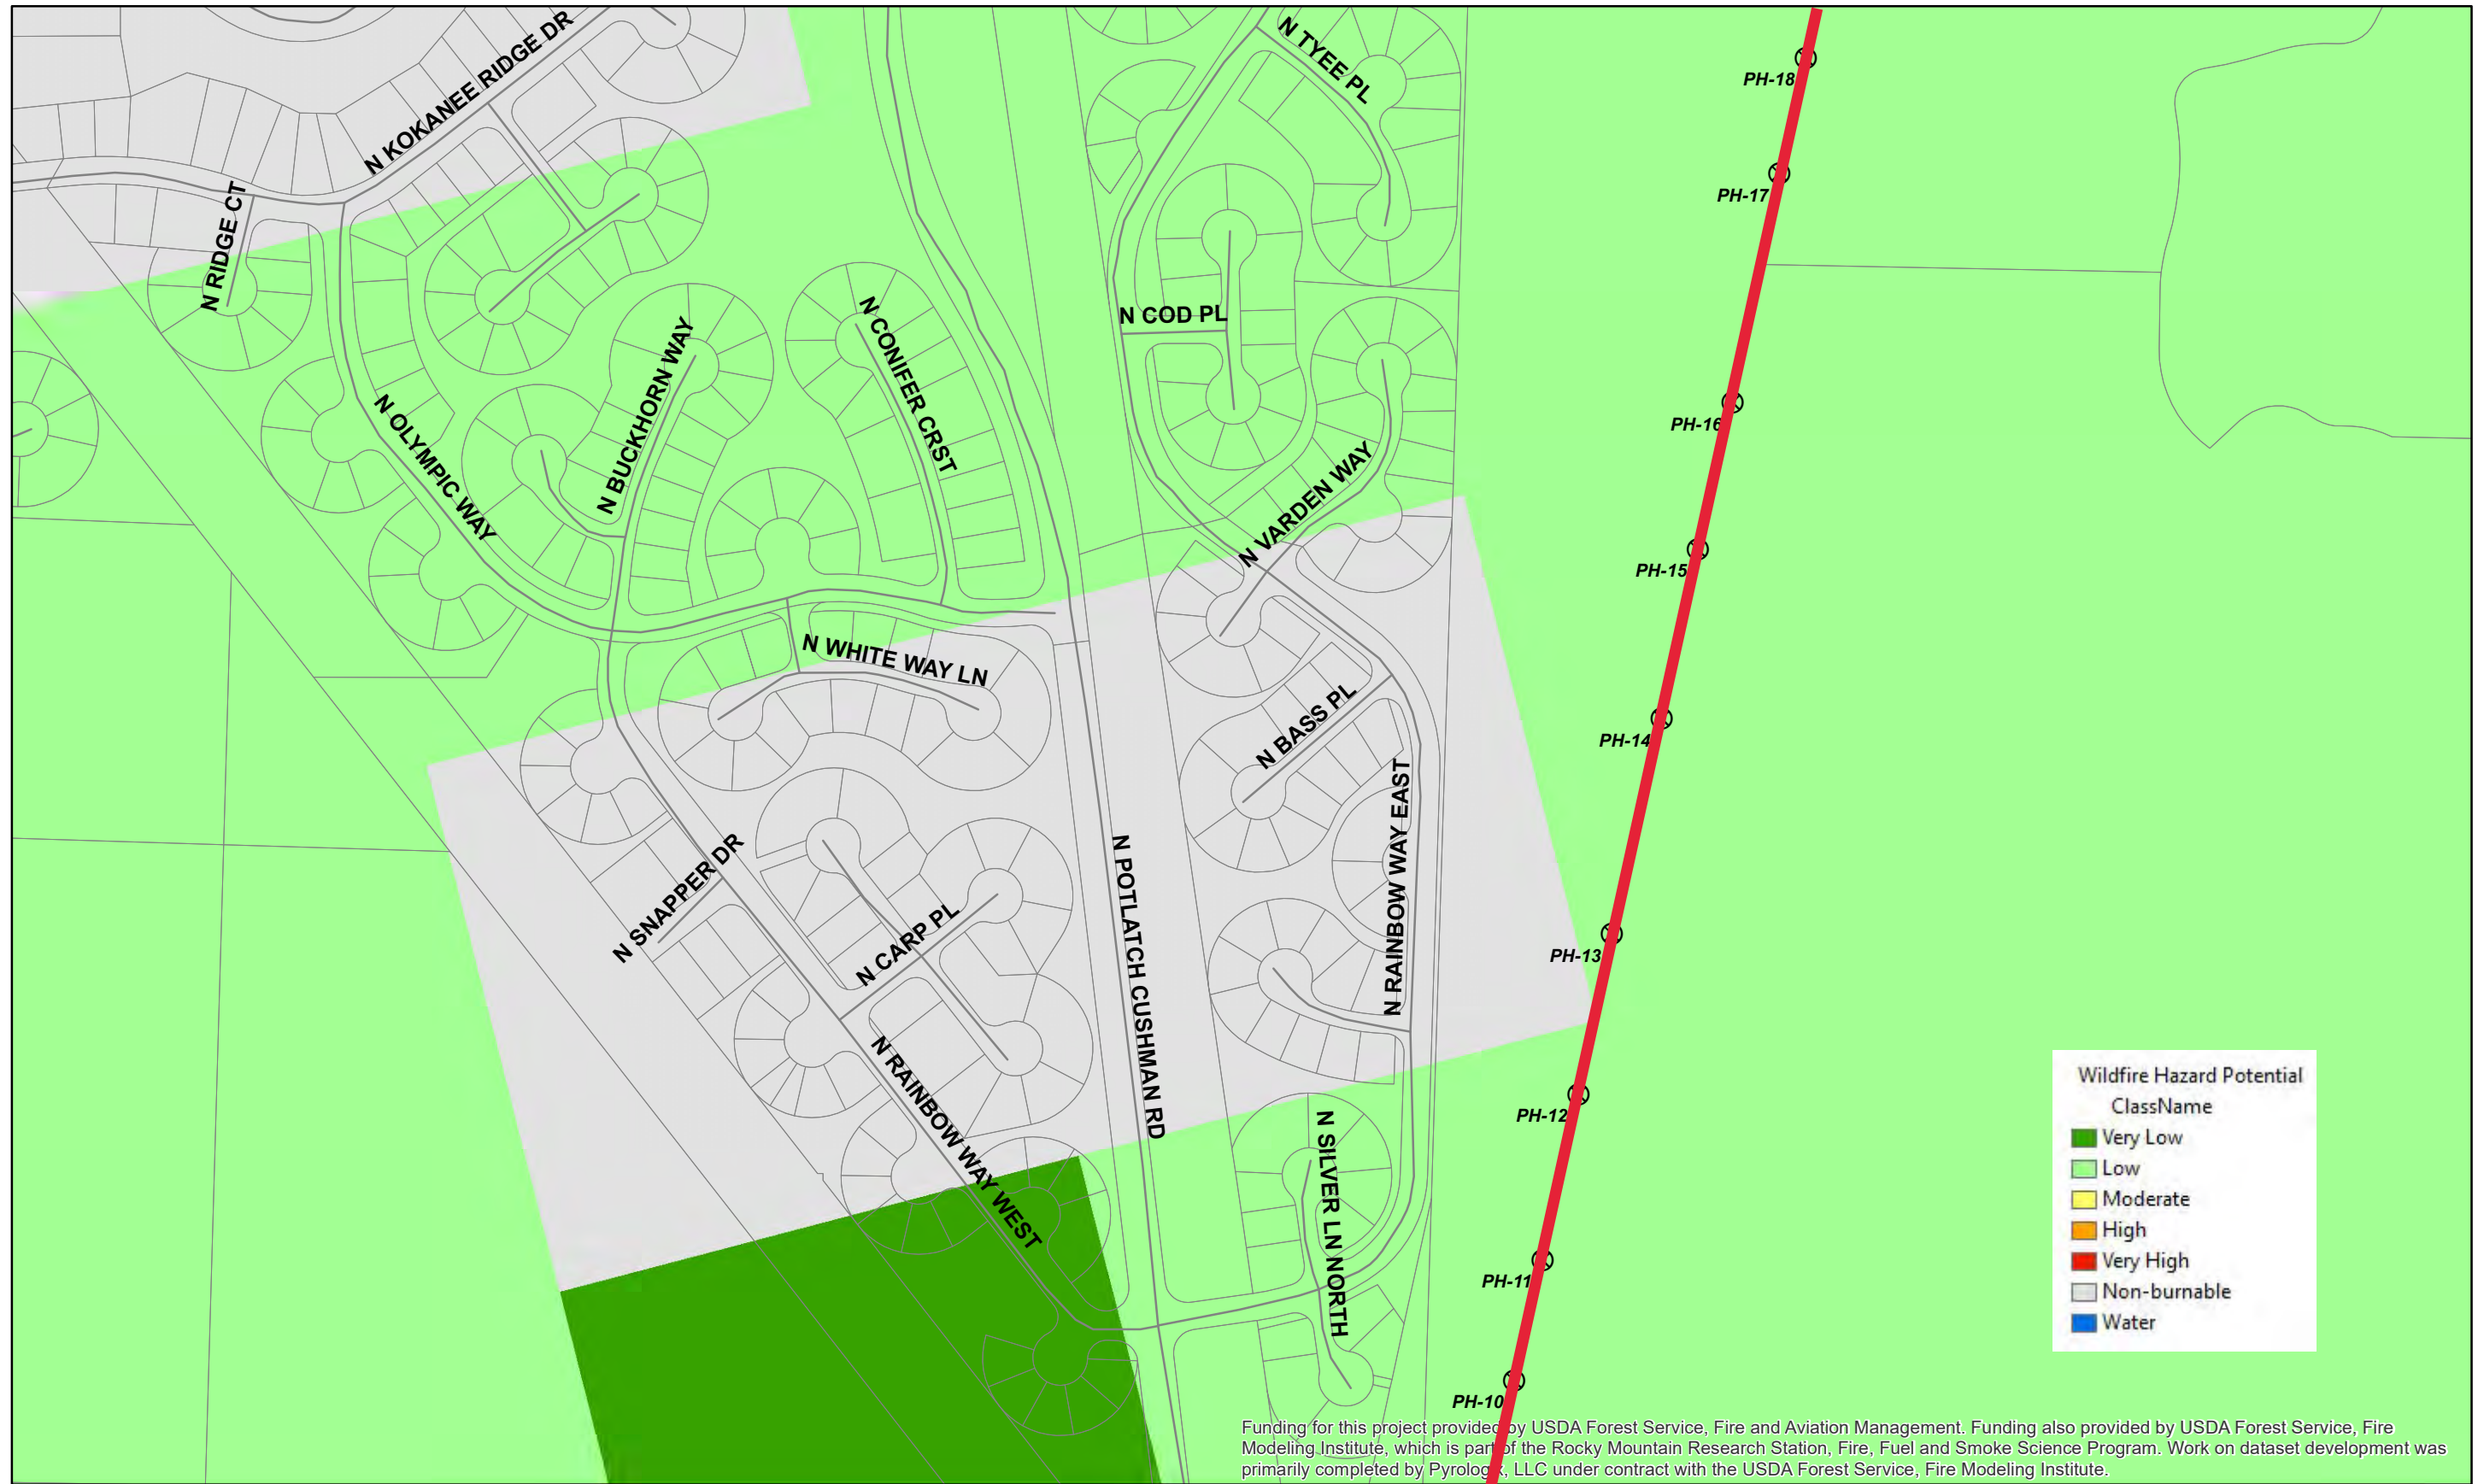 N KOKANEE RIDGE DR
N TYEE PL
PH-18
PH-17
N RIDGE CT
N COD PL
N CONIFER CRST
N BUCKHORN WAY
N OLYMPIC WAY
PH-16
N VARDEN WAY
PH-15
N WHITE WAY LN
N BASS PL
PH-14
N RAINBOW WAY EAST
N SNAPPER DR
N CARP PL
N POTLATCH CUSHMAN RD
PH-13
N RAINBOW WAY WEST
PH-12
N SILVER LN NORTH
PH-11
PH-10
Wildfire Hazard Potential
ClassName
Very Low
Low
Moderate
High
Very High
Non-burnable
Water
Funding for this project provided by USDA Forest Service, Fire and Aviation Management. Funding also provided by USDA Forest Service, Fire
Modeling Institute, which is part of the Rocky Mountain Research Station, Fire, Fuel and Smoke Science Program. Work on dataset development was
primarily completed by Pyrologix, LLC under contract with the USDA Forest Service, Fire Modeling Institute.